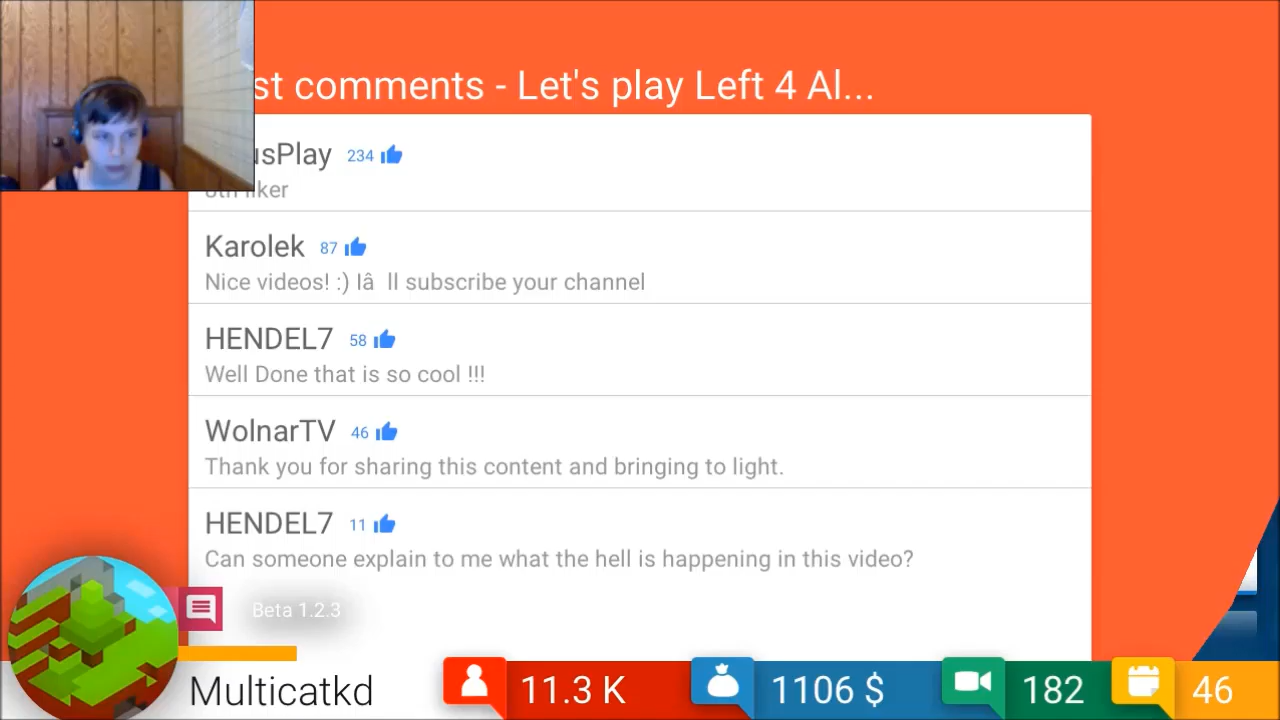 st comments - Let's play Left 4 Al...
usPlay 234
8th liker
Karolek 87
Nice videos! :) Iâ ll subscribe your channel
HENDEL7 58
Well Done that is so cool !!!
WolnarTV 46
Thank you for sharing this content and bringing to light.
HENDEL7 11
Can someone explain to me what the hell is happening in this video?
Beta 1.2.3
Multicatkd 11.3 K 1106 $ 182 46